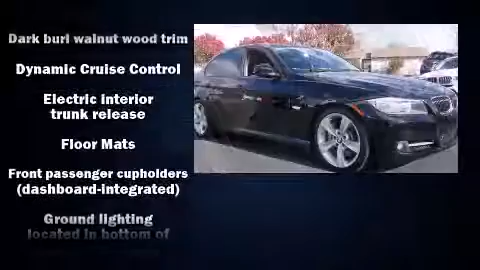 Dark burl walnut wood trim
Dynamic Cruise Control
Electric interior
trunk release
Floor Mats
Front passenger cupholders
(dashboard-integrated)
Ground lighting
located in bottom of